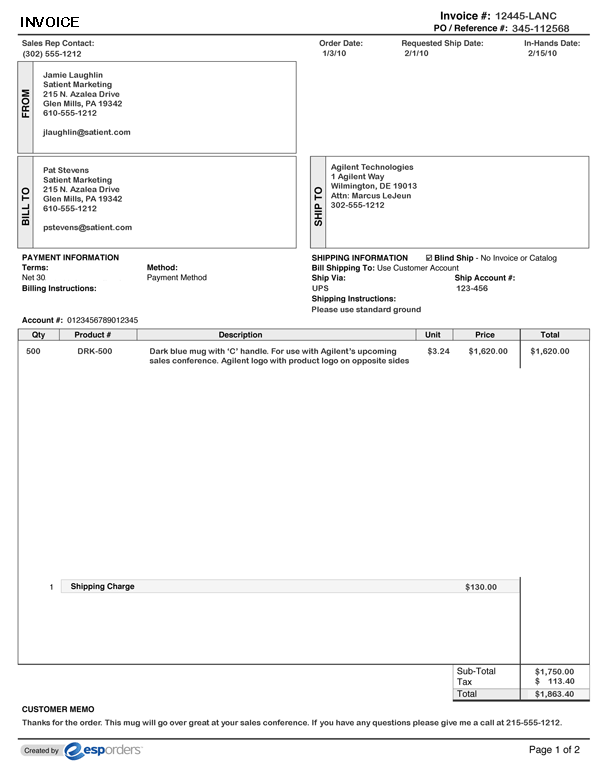 INVOICE
Invoice #: 12445-LANC
PO / Reference #: 345-112568
Sales Rep Contact:
(302) 555-1212
Order Date:
1/3/10
Requested Ship Date:
2/1/10
In-Hands Date:
2/15/10
FROM
Jamie Laughlin
Satient Marketing
215 N. Azalea Drive
Glen Mills, PA 19342
610-555-1212
jlaughlin@satient.com
BILL TO
Pat Stevens
Satient Marketing
215 N. Azalea Drive
Glen Mills, PA 19342
610-555-1212
pstevens@satient.com
SHIP TO
Agilent Technologies
1 Agilent Way
Wilmington, DE 19013
Attn: Marcus LeJeun
302-555-1212
PAYMENT INFORMATION
Terms: Method:
Net 30 Payment Method
Billing Instructions:
Account #: 0123456789012345
SHIPPING INFORMATION ☑ Blind Ship - No Invoice or Catalog
Bill Shipping To: Use Customer Account
Ship Via: Ship Account #:
UPS 123-456
Shipping Instructions:
Please use standard ground
Qty Product # Description Unit Price Total
500 DRK-500 Dark blue mug with 'C' handle. For use with Agilent's upcoming $3.24 $1,620.00 $1,620.00
sales conference. Agilent logo with product logo on opposite sides
1 Shipping Charge $130.00
Sub-Total $1,750.00
Tax $ 113.40
Total $1,863.40
CUSTOMER MEMO
Thanks for the order. This mug will go over great at your sales conference. If you have any questions please give me a call at 215-555-1212.
Created by esporders Page 1 of 2